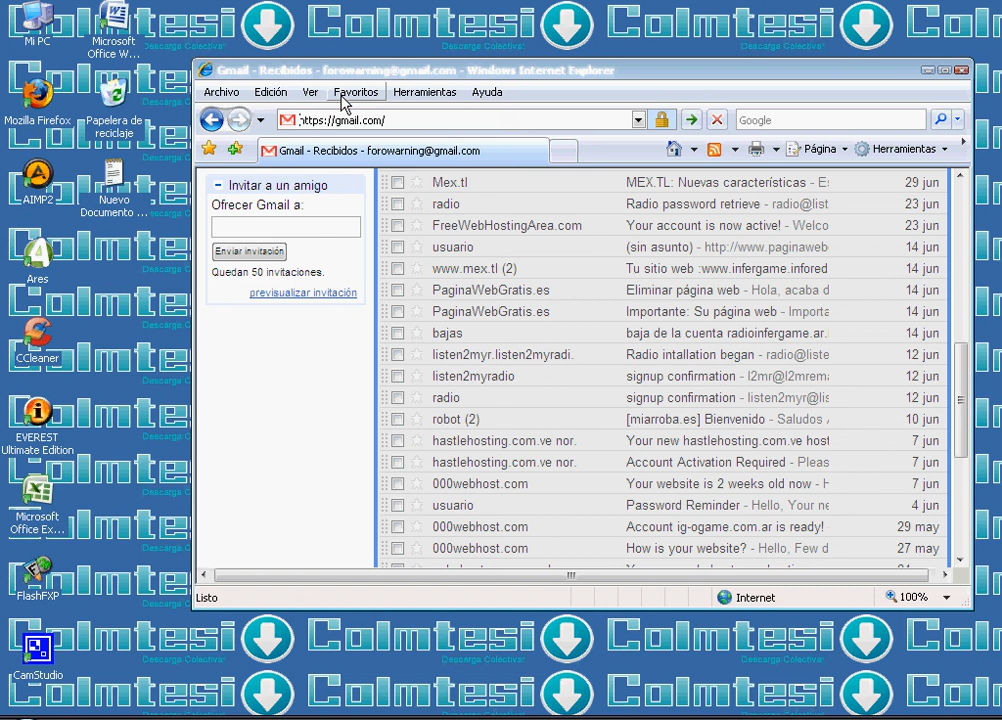 Colmtesi
Descarga Colectiva
Mi PC
Microsoft
Office W...
Mozilla Firefox
Papelera de
reciclaje
AIMP2
Nuevo
Documento ...
Ares
CCleaner
EVEREST
Ultimate Edition
Microsoft
Office Ex...
FlashFXP
CamStudio
Gmail - Recibidos - forowarning@gmail.com - Windows Internet Explorer
Archivo Edición Ver Favoritos Herramientas Ayuda
https://gmail.com/
Google
Gmail - Recibidos - forowarning@gmail.com
Página Herramientas
Invitar a un amigo
Ofrecer Gmail a:
Enviar invitación
Quedan 50 invitaciones.
previsualizar invitación
Mex.tl MEX.TL: Nuevas características - Es 29 jun
radio Radio password retrieve - radio@list 23 jun
FreeWebHostingArea.com Your account is now active! - Welco 23 jun
usuario (sin asunto) - http://www.paginaweb 14 jun
www.mex.tl (2) Tu sitio web :www.infergame.infored 14 jun
PaginaWebGratis.es Eliminar página web - Hola, acaba d 14 jun
PaginaWebGratis.es Importante: Su página web - Importa 14 jun
bajas baja de la cuenta radioinfergame.ar. 14 jun
listen2myr.listen2myradi. Radio intallation began - radio@liste 12 jun
listen2myradio signup confirmation - l2mr@l2mrema 12 jun
radio signup confirmation - listen2myr@lis 12 jun
robot (2) [miarroba.es] Bienvenido - Saludos 10 jun
hastlehosting.com.ve nor. Your new hastlehosting.com.ve host 7 jun
hastlehosting.com.ve nor. Account Activation Required - Pleas 7 jun
000webhost.com Your website is 2 weeks old now - H 7 jun
usuario Password Reminder - Hello, Your ne 4 jun
000webhost.com Account ig-ogame.com.ar is ready! 29 may
000webhost.com How is your website? - Hello, Few d 27 may
Listo Internet 100%